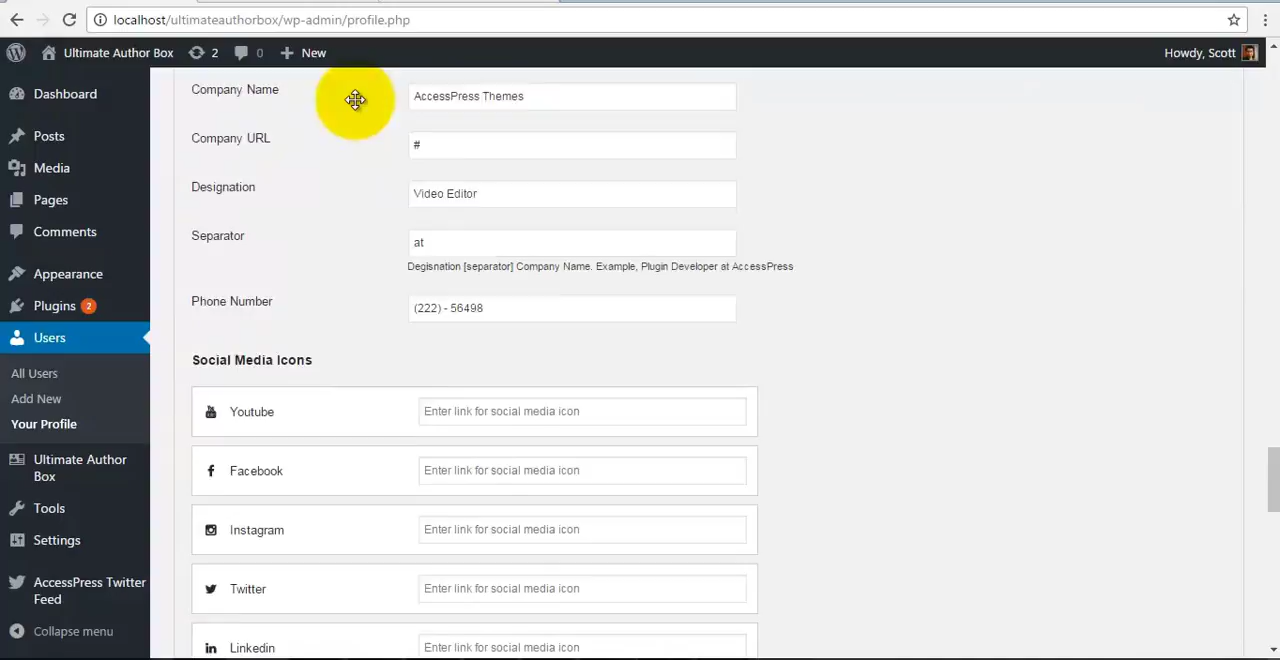 localhost/ultimateauthorbox/wp-admin/profile.php
Ultimate Author Box 2 0 New Howdy, Scott
Dashboard
Posts
Media
Pages
Comments
Appearance
Plugins 2
Users
All Users
Add New
Your Profile
Ultimate Author
Box
Tools
Settings
AccessPress Twitter
Feed
Collapse menu
Company Name AccessPress Themes
Company URL #
Designation Video Editor
Separator at
Degisnation [separator] Company Name. Example, Plugin Developer at AccessPress
Phone Number (222) - 56498
Social Media Icons
Youtube Enter link for social media icon
Facebook Enter link for social media icon
Instagram Enter link for social media icon
Twitter Enter link for social media icon
Linkedin Enter link for social media icon